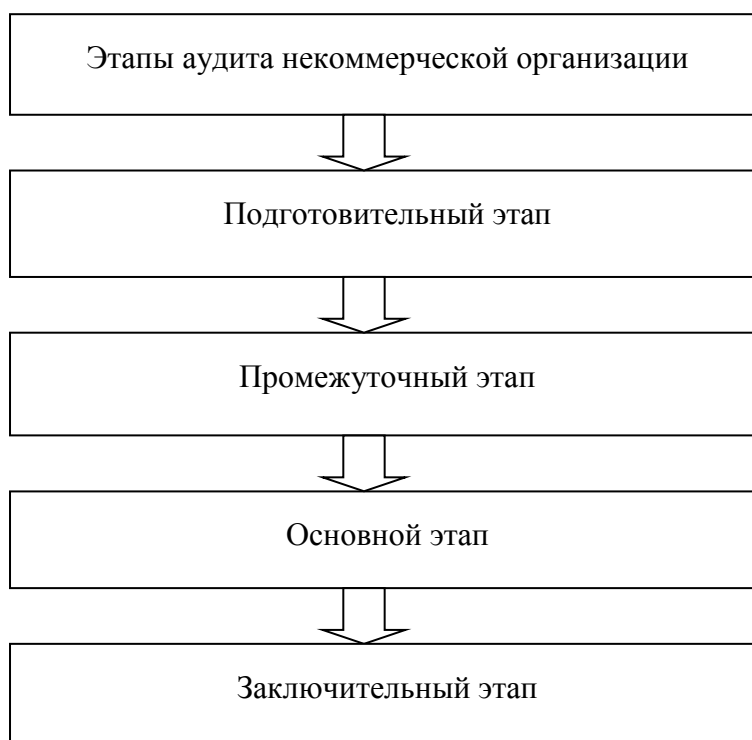 Этапы аудита некоммерческой организации
Подготовительный этап
Промежуточный этап
Основной этап
Заключительный этап